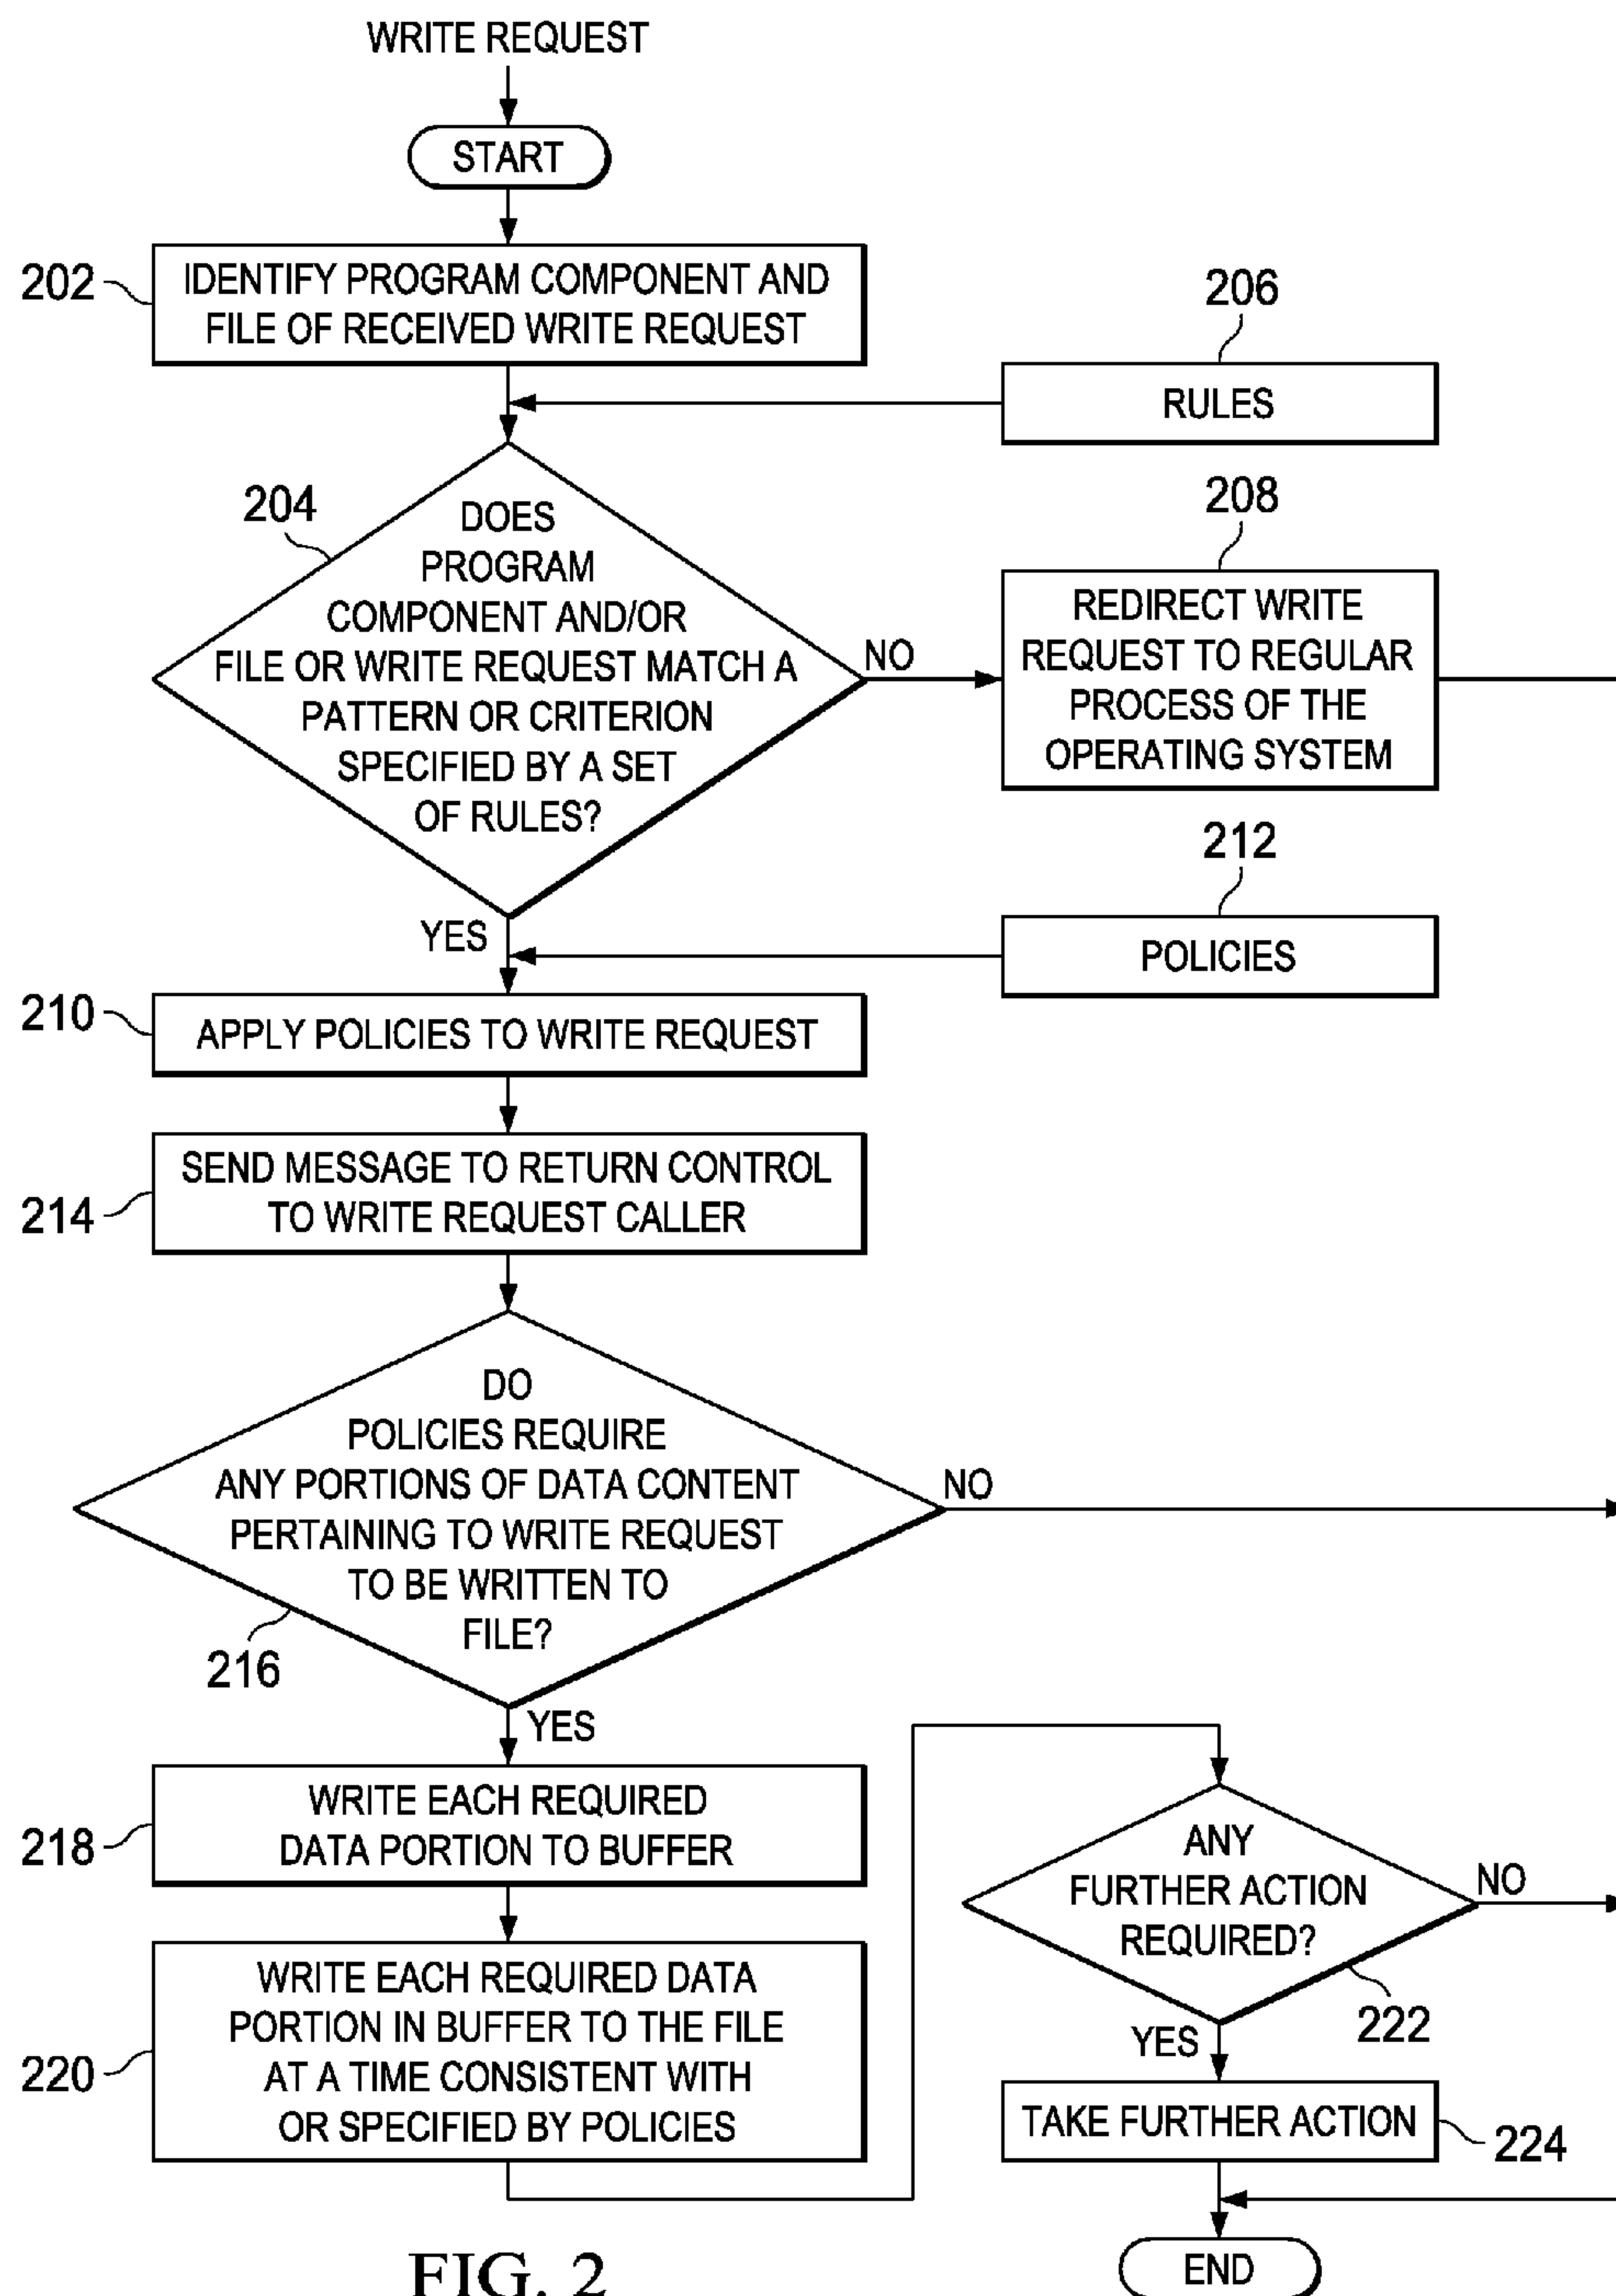 WRITE REQUEST
START
202
IDENTIFY PROGRAM COMPONENT AND
FILE OF RECEIVED WRITE REQUEST
206
RULES
204
DOES
PROGRAM
COMPONENT AND/OR
FILE OR WRITE REQUEST MATCH A
PATTERN OR CRITERION
SPECIFIED BY A SET
OF RULES?
NO
208
REDIRECT WRITE
REQUEST TO REGULAR
PROCESS OF THE
OPERATING SYSTEM
YES
212
POLICIES
210
APPLY POLICIES TO WRITE REQUEST
214
SEND MESSAGE TO RETURN CONTROL
TO WRITE REQUEST CALLER
DO
POLICIES REQUIRE
ANY PORTIONS OF DATA CONTENT
PERTAINING TO WRITE REQUEST
TO BE WRITTEN TO
FILE?
NO
216
YES
218
WRITE EACH REQUIRED
DATA PORTION TO BUFFER
220
WRITE EACH REQUIRED DATA
PORTION IN BUFFER TO THE FILE
AT A TIME CONSISTENT WITH
OR SPECIFIED BY POLICIES
ANY
FURTHER ACTION
REQUIRED?
NO
222
YES
TAKE FURTHER ACTION
224
END
FIG. 2